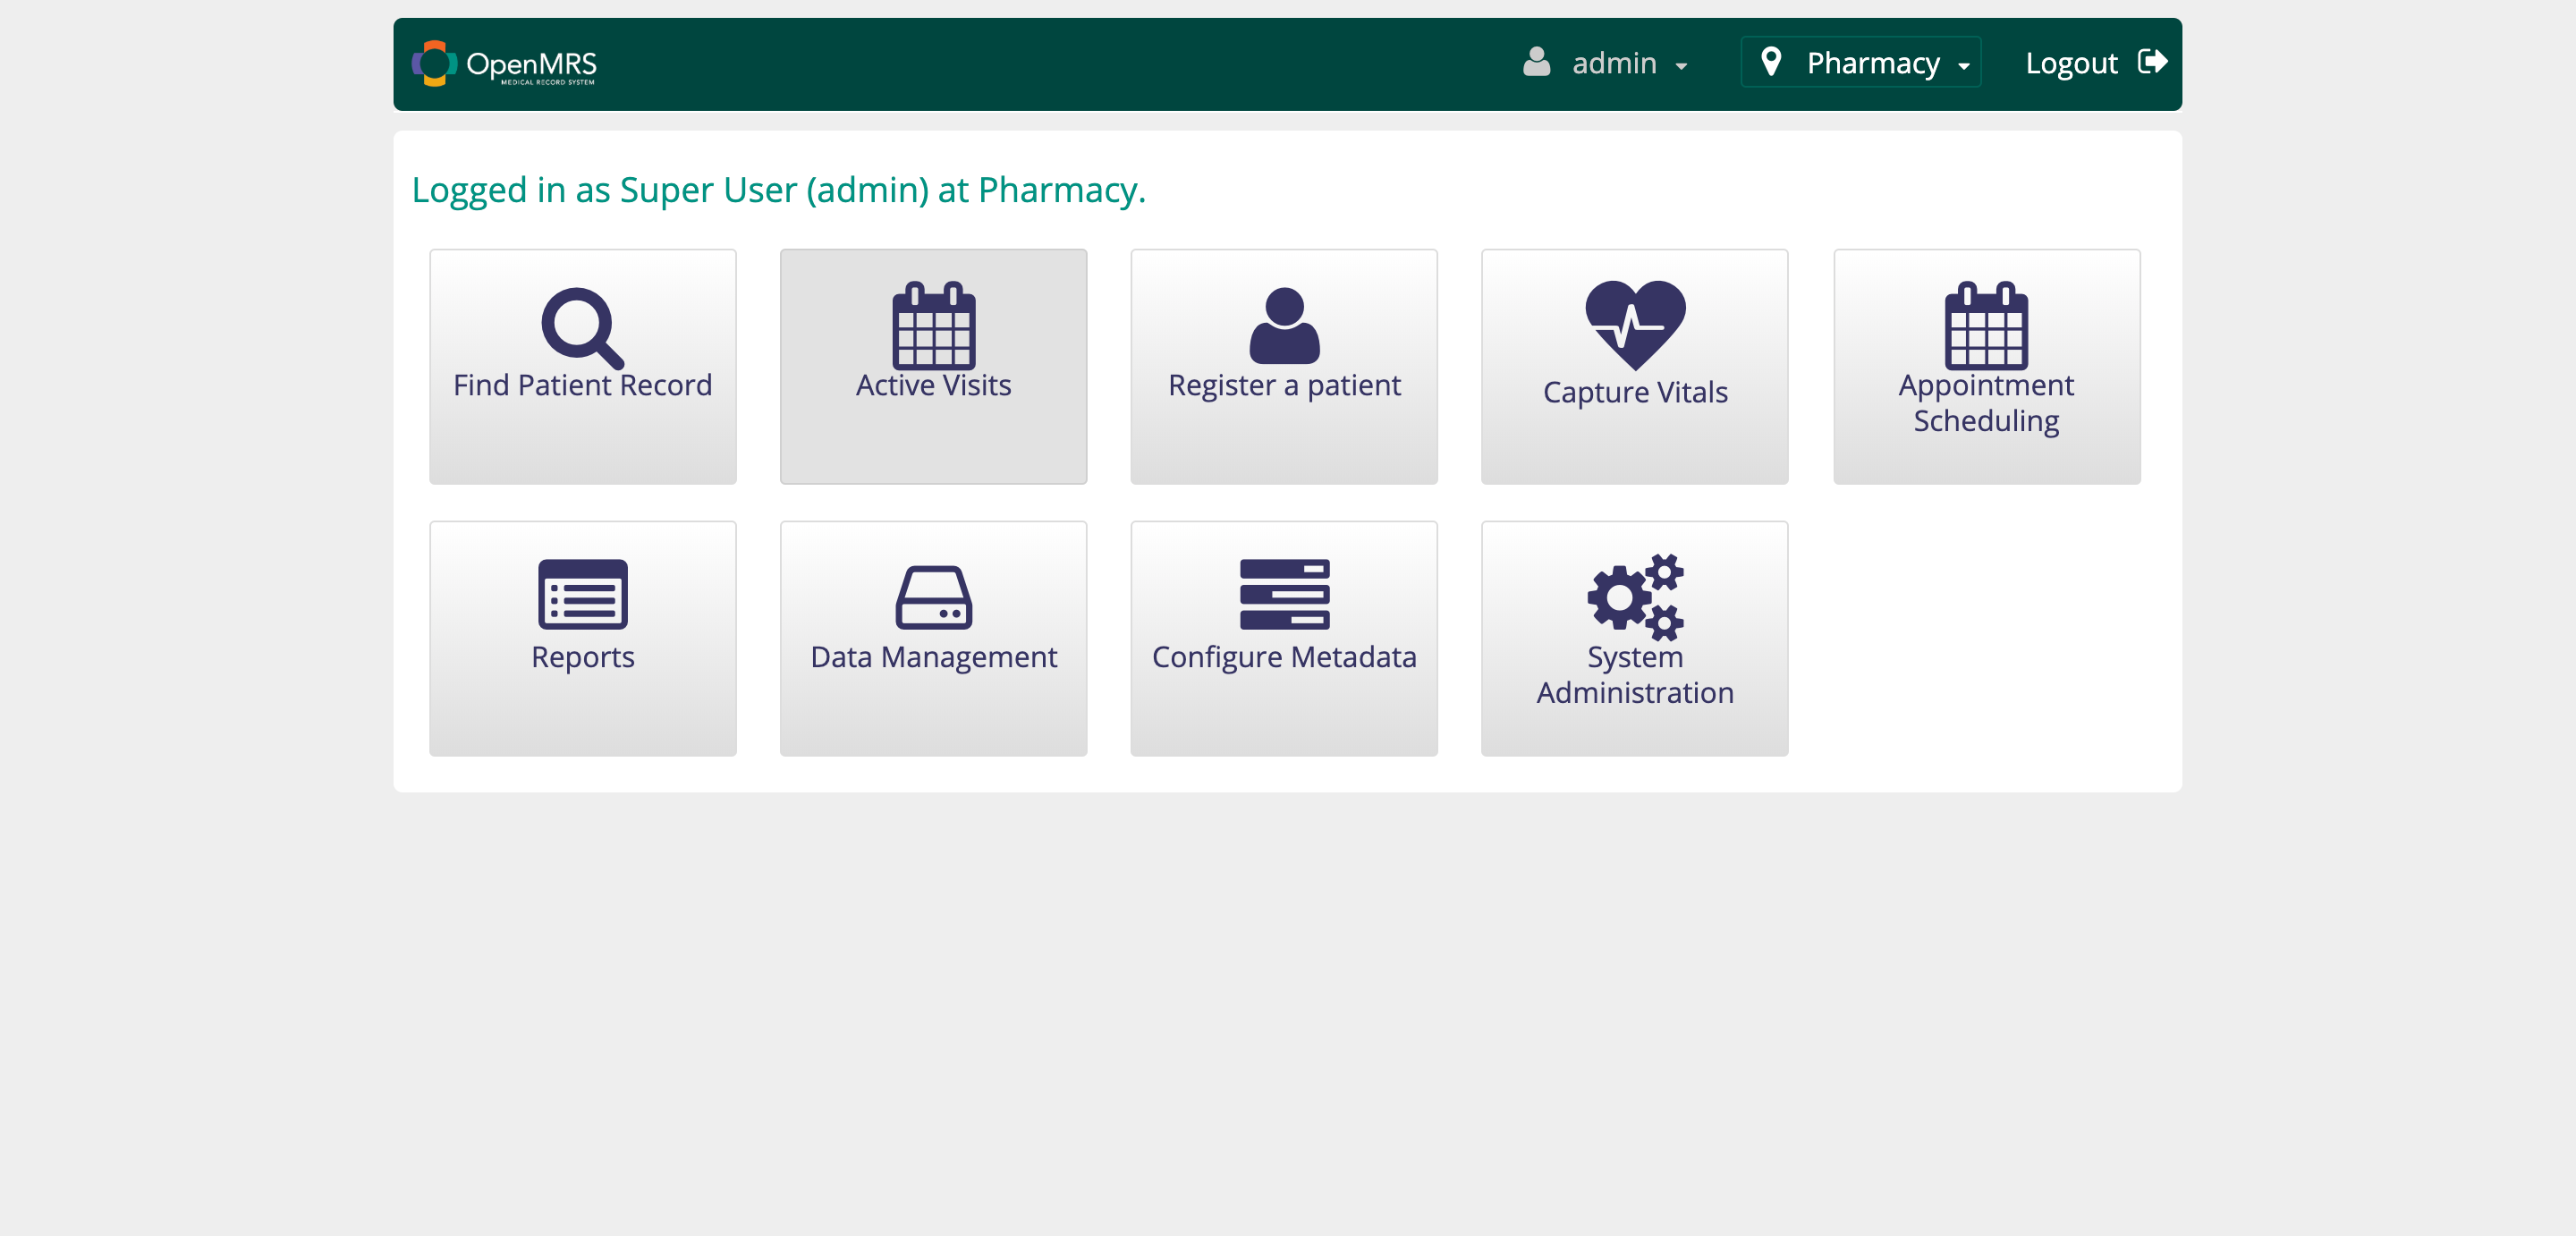 OpenMRS
MEDICAL RECORD SYSTEM
admin
Pharmacy
Logout
Logged in as Super User (admin) at Pharmacy.
Find Patient Record
Active Visits
Register a patient
Capture Vitals
Appointment
Scheduling
Reports
Data Management
Configure Metadata
System
Administration